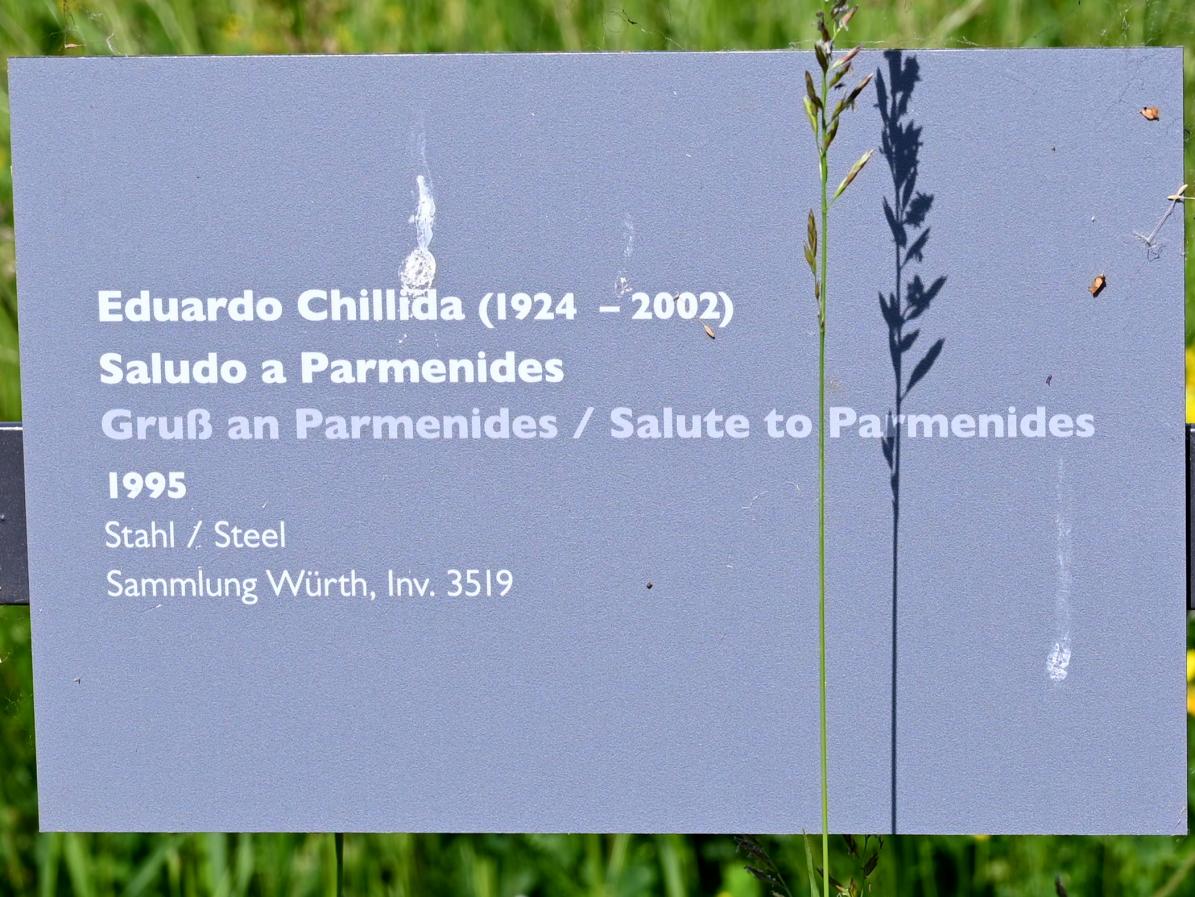 Eduardo Chillida (1924 – 2002)
Saludo a Parmenides
Gruß an Parmenides / Salute to Parmenides
1995
Stahl / Steel
Sammlung Würth, Inv. 3519